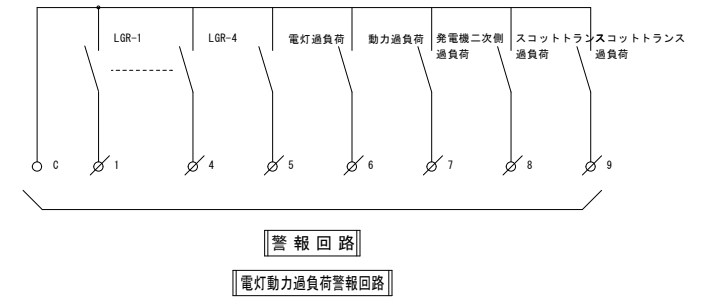 LGR-1
LGR-4
電灯過負荷
動力過負荷
発電機二次側
過負荷
スコットトランス
過負荷
スコットトランス
過負荷
C
1
4
5
6
7
8
9
警報回路
電灯動力過負荷警報回路